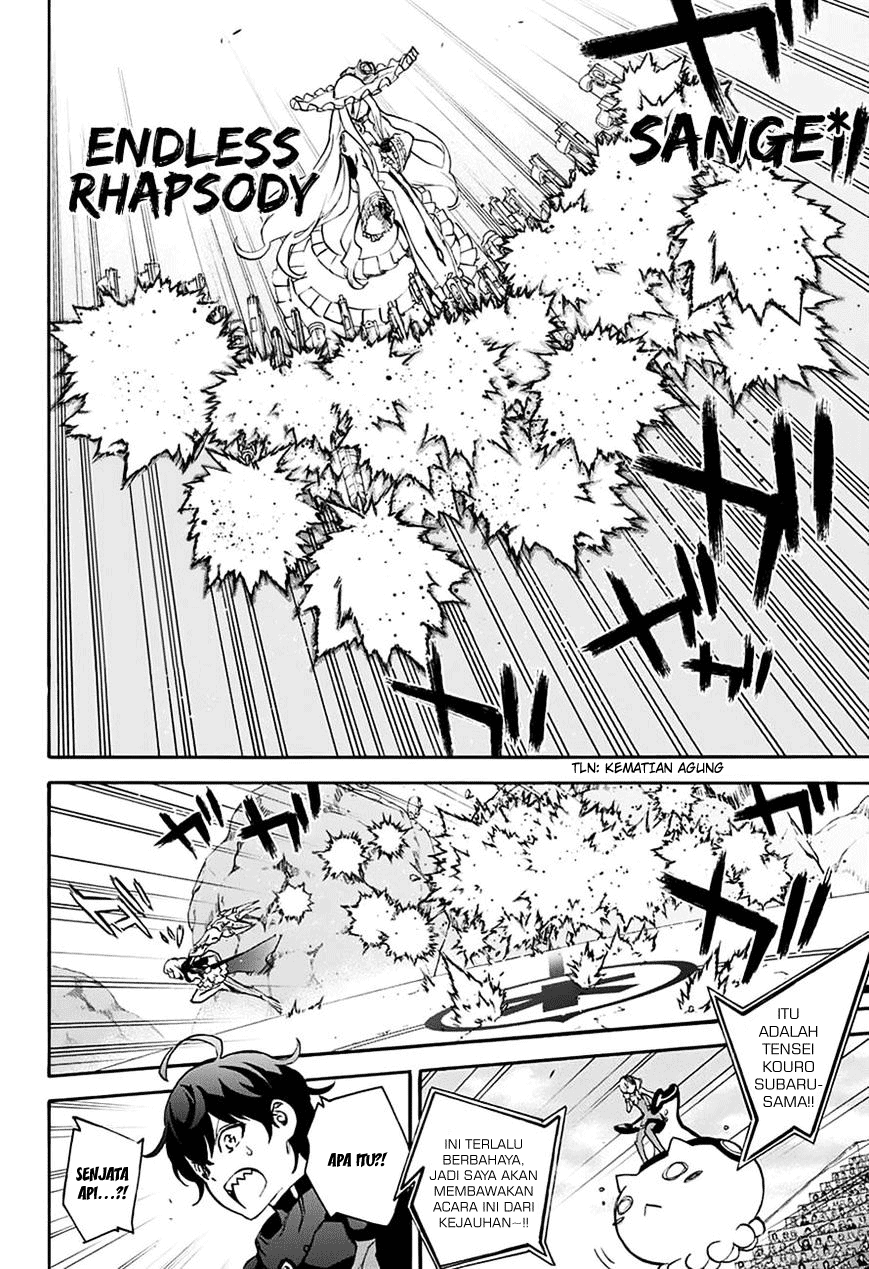 SANGE*
ENDLESS
RHAPSODY
TLN: KEMATIAN AGUNG
ITU
ADALAH
TENSEI
KOURO
SUBARU-
SAMA!!
INI TERLALU
BERBAHAYA,
JADI SAYA AKAN
MEMBAWAKAN
ACARA INI DARI
KEJAUHAN~!!
APA ITU?!
SENJATA
API...?!